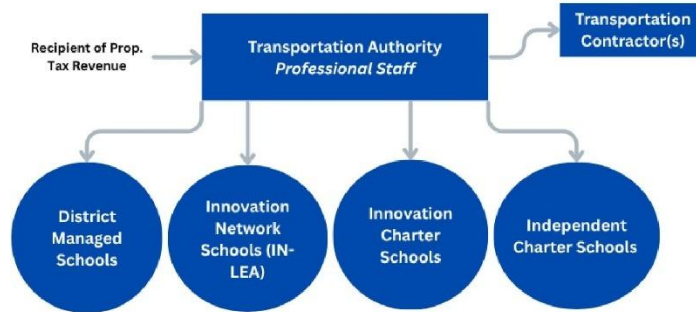 Recipient of Prop.
Tax Revenue
Transportation Authority
Professional Staff
Transportation
Contractor(s)
District
Managed
Schools
Innovation
Network
Schools (IN-
LEA)
Innovation
Charter
Schools
Independent
Charter Schools